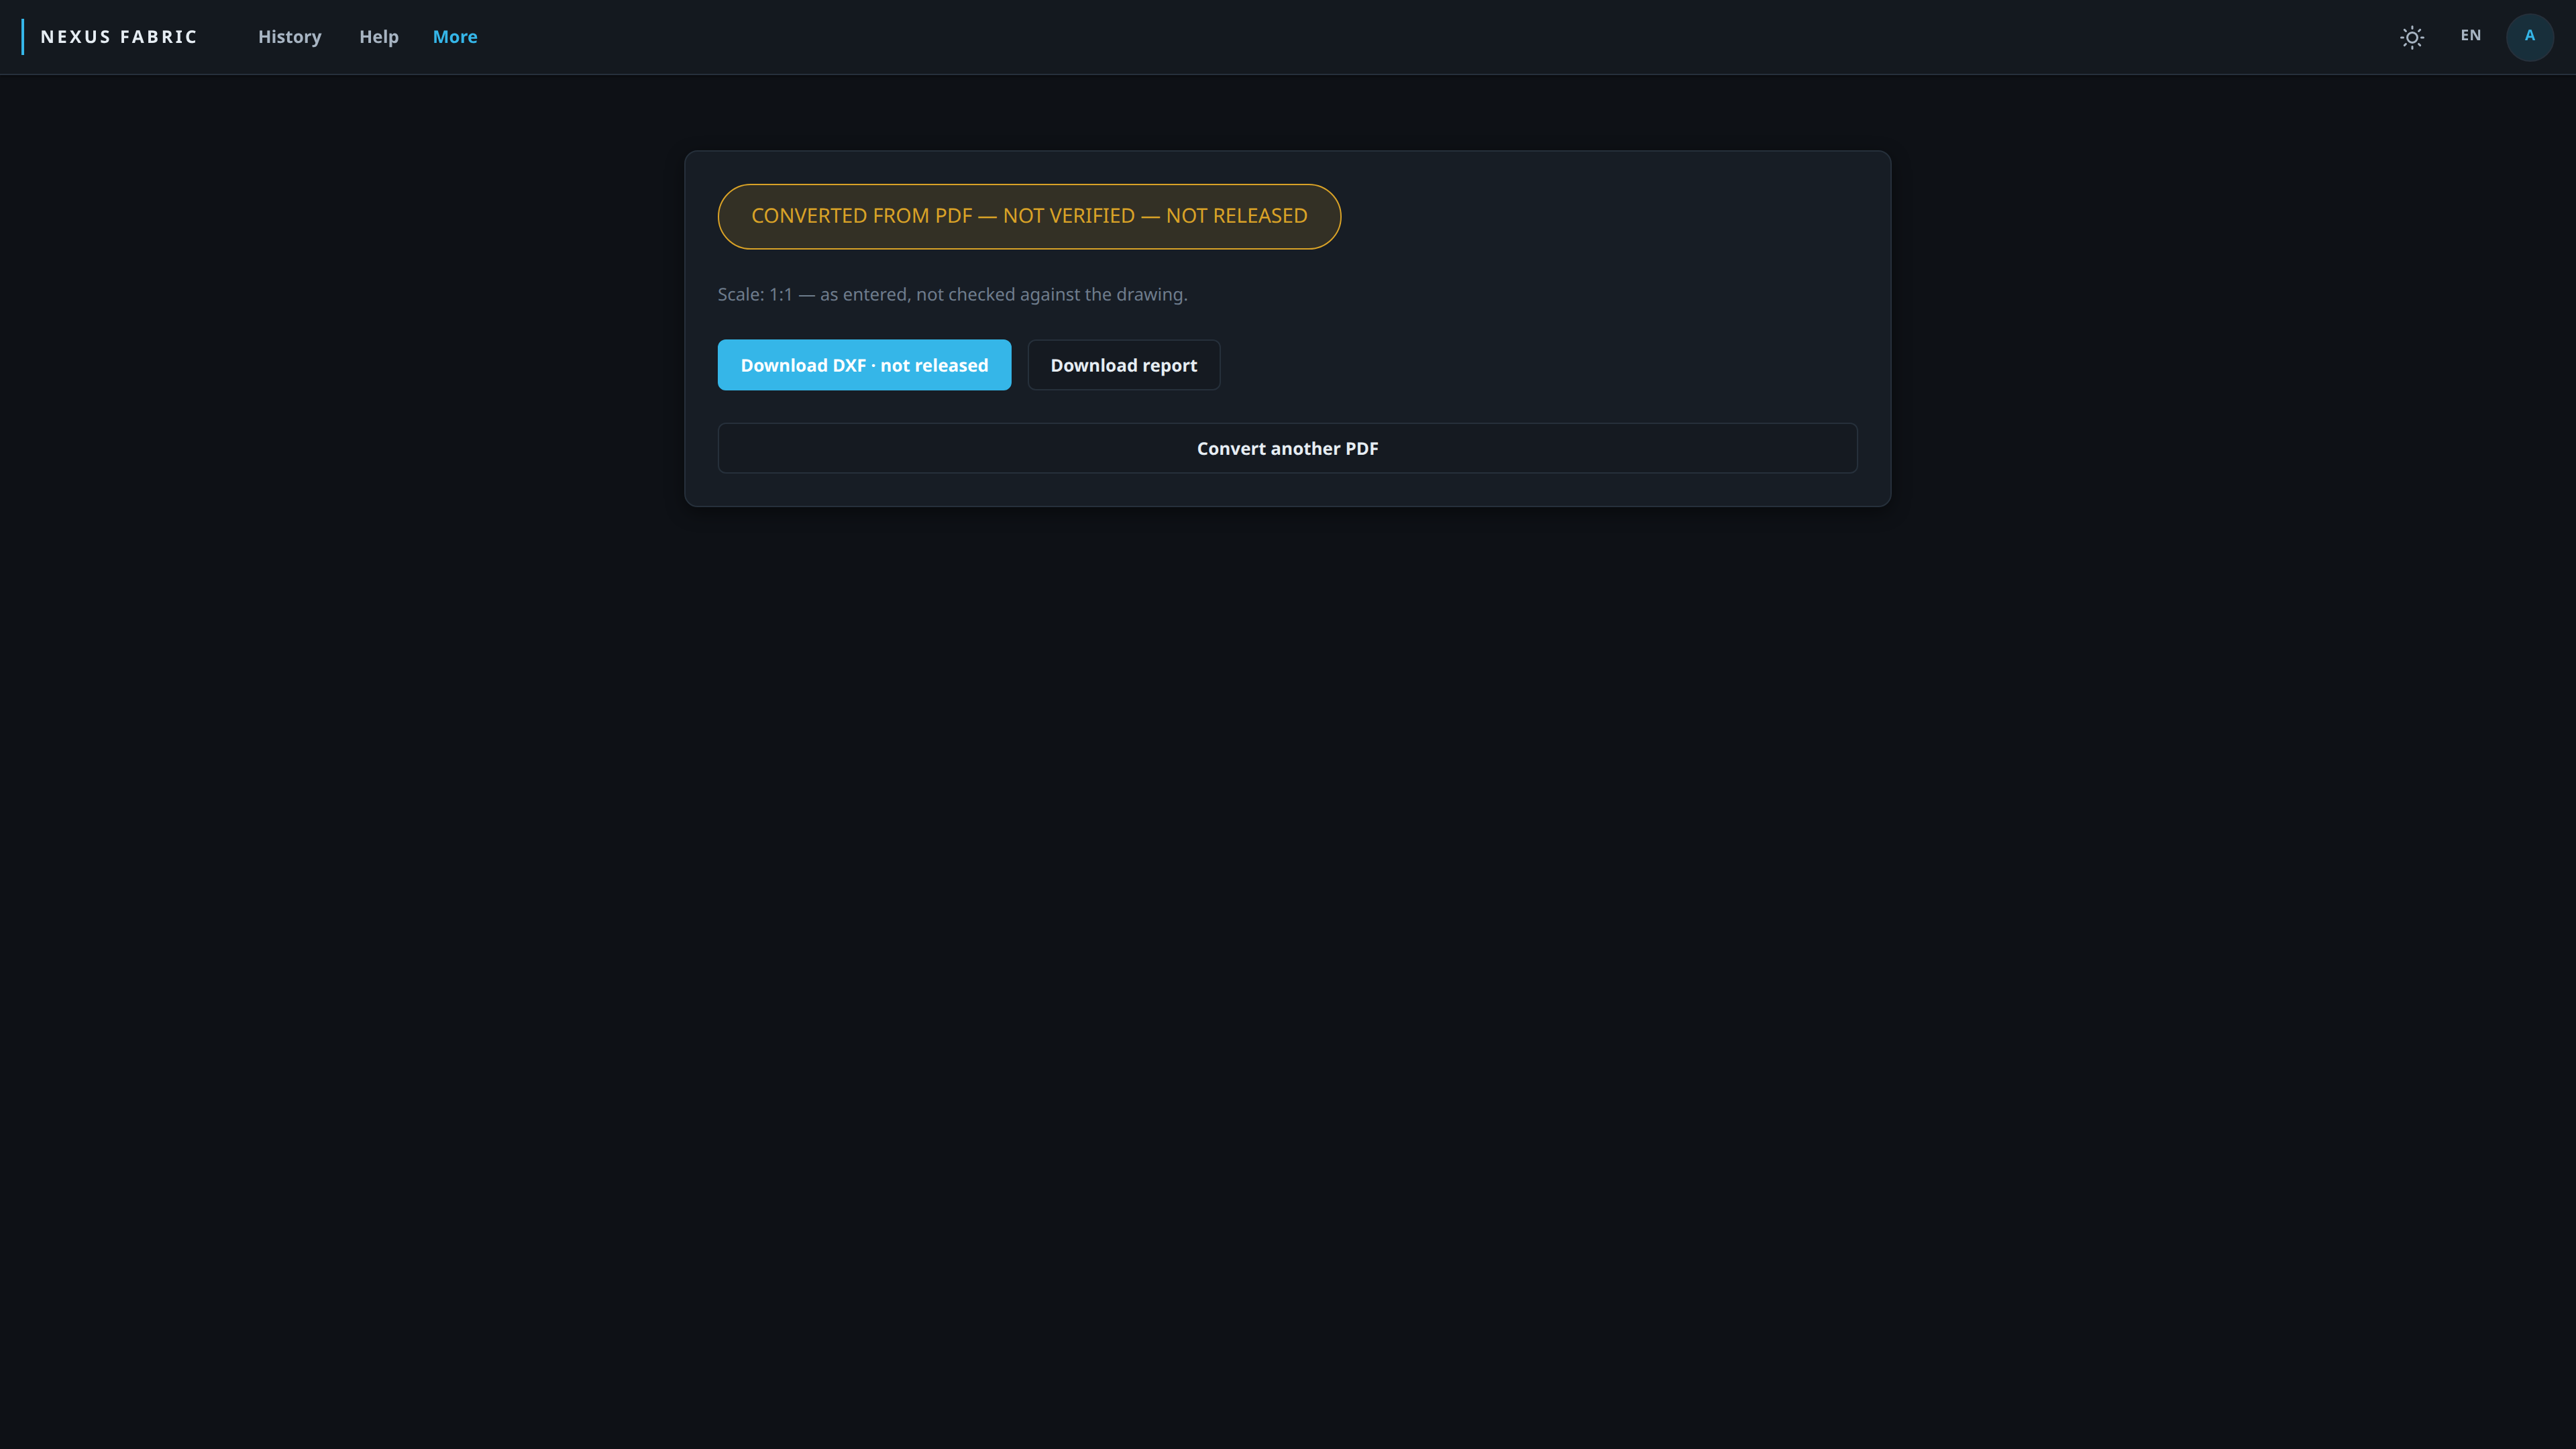 NEXUS FABRIC History Help More EN A
CONVERTED FROM PDF — NOT VERIFIED — NOT RELEASED
Scale: 1:1 — as entered, not checked against the drawing.
Download DXF · not released Download report
Convert another PDF